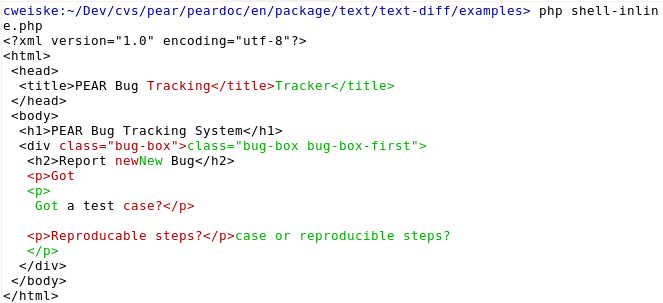 cweiske:~/Dev/cvs/pear/peardoc/en/package/text/text-diff/examples> php shell-inlin
e.php
<?xml version="1.0" encoding="utf-8"?>
<html>
 <head>
  <title>PEAR Bug Tracking</title>Tracker</title>
 </head>
 <body>
  <h1>PEAR Bug Tracking System</h1>
  <div class="bug-box">class="bug-box bug-box-first">
   <h2>Report newNew Bug</h2>
   <p>Got
   <p>
    Got a test case?</p>

   <p>Reproducable steps?</p>case or reproducible steps?
   </p>
  </div>
 </body>
</html>